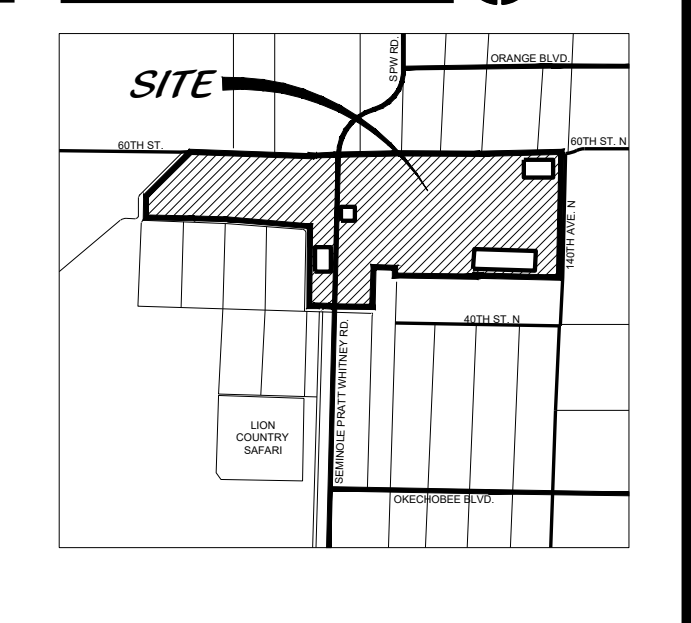 SPW RD.
ORANGE BLVD.
SITE
60TH ST.
60TH ST. N
140TH AVE. N
40TH ST. N
SEMINOLE PRATT WHITNEY RD.
LION
COUNTRY
SAFARI
OKECHOBEE BLVD.